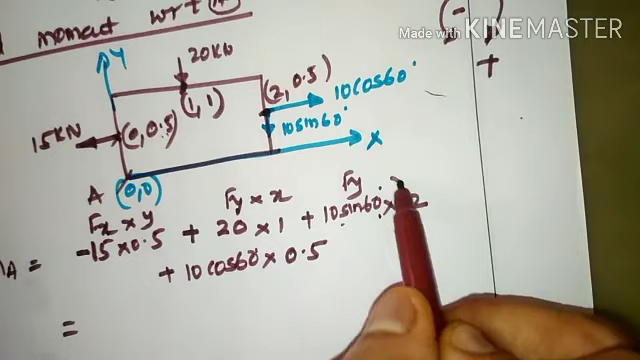 moment wrt A
Made with KINEMASTER
(-) 
+
Y
20KN
(2,0.5)
(1,1)
10cos60°
10sin60°
15KN
(0,0.5)
X
A (0,0)
Fx × y Fy × x Fy
= -15 × 0.5 + 20 × 1 + 10sin60° × 2
+ 10cos60° × 0.5
=